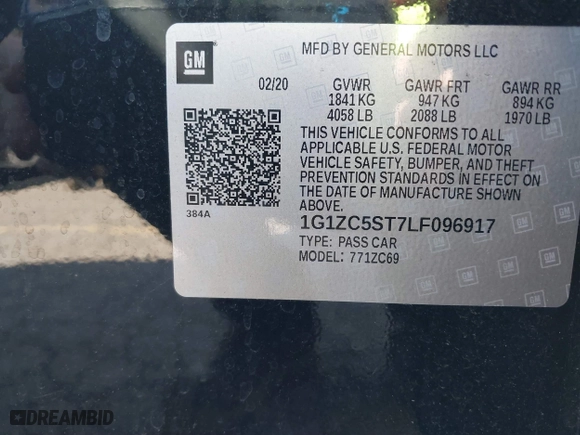 GM
MFD BY GENERAL MOTORS LLC
02/20 GVWR GAWR FRT GAWR RR
1841 KG 947 KG 894 KG
4058 LB 2088 LB 1970 LB
THIS VEHICLE CONFORMS TO ALL
APPLICABLE U.S. FEDERAL MOTOR
VEHICLE SAFETY, BUMPER, AND THEFT
PREVENTION STANDARDS IN EFFECT ON
THE DATE OF MANUFACTURE SHOWN
ABOVE.
384A
1G1ZC5ST7LF096917
TYPE: PASS CAR
MODEL: 771ZC69
DREAMBID